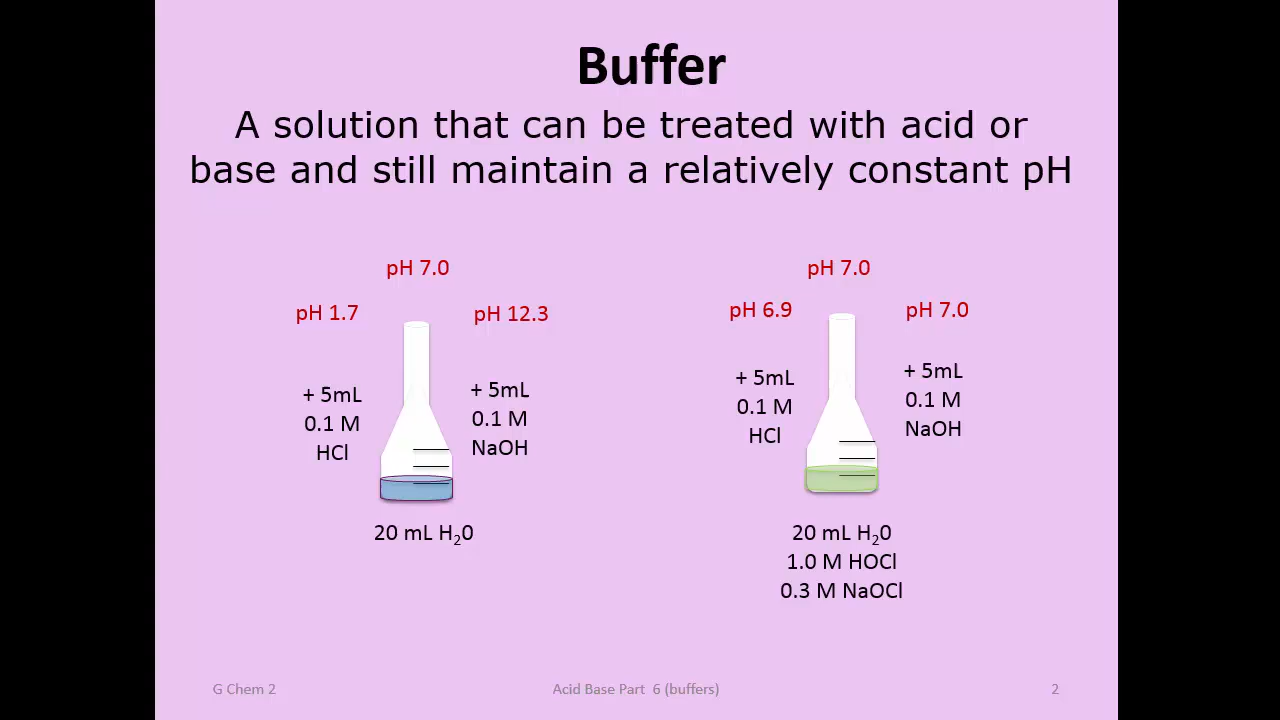 Buffer
A solution that can be treated with acid or
base and still maintain a relatively constant pH
pH 7.0
pH 1.7
pH 12.3
+ 5mL
0.1 M
HCl
+ 5mL
0.1 M
NaOH
20 mL H₂0
pH 7.0
pH 6.9
pH 7.0
+ 5mL
0.1 M
HCl
+ 5mL
0.1 M
NaOH
20 mL H₂0
1.0 M HOCl
0.3 M NaOCl
G Chem 2
Acid Base Part  6 (buffers)
2